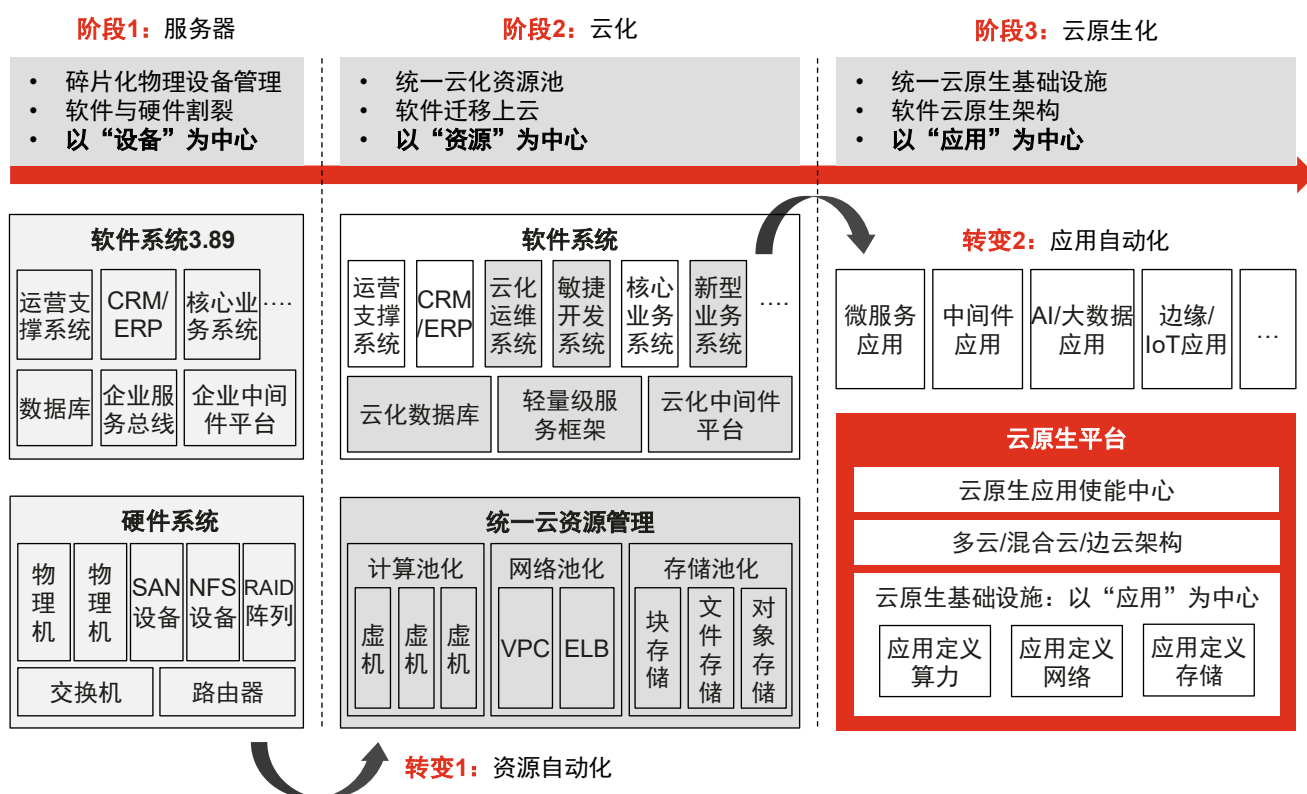 阶段1：服务器
• 碎片化物理设备管理
• 软件与硬件割裂
• 以“设备”为中心
阶段2：云化
• 统一云化资源池
• 软件迁移上云
• 以“资源”为中心
阶段3：云原生化
• 统一云原生基础设施
• 软件云原生架构
• 以“应用”为中心
软件系统3.89
运营支
撑系统
CRM/
ERP
核心业
务系统
....
数据库
企业服
务总线
企业中间
件平台
硬件系统
物
理
机
物
理
机
SAN
设备
NFS
设备
RAID
阵列
交换机
路由器
软件系统
运营
支撑
系统
CRM
/ERP
云化
运维
系统
敏捷
开发
系统
核心
业务
系统
新型
业务
系统
....
云化数据库
轻量级服
务框架
云化中间件
平台
统一云资源管理
计算池化
虚
机
虚
机
虚
机
网络池化
VPC
ELB
存储池化
块
存
储
文
件
存
储
对
象
存
储
转变1：资源自动化
转变2：应用自动化
微服务
应用
中间件
应用
AI/大数据
应用
边缘/
IoT应用
...
云原生平台
云原生应用使能中心
多云/混合云/边云架构
云原生基础设施：以“应用”为中心
应用定义
算力
应用定义
网络
应用定义
存储